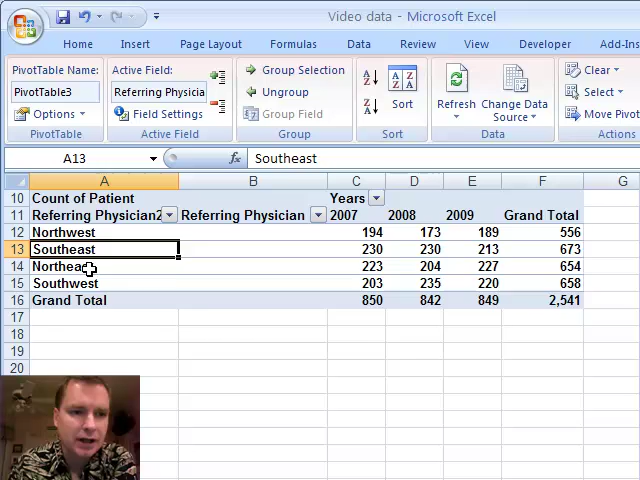 Video data - Microsoft Excel
Home Insert Page Layout Formulas Data Review View Developer Add-Ins
PivotTable Name: Active Field: Group Selection Clear
PivotTable3 Referring Physicia Ungroup Sort Refresh Change Data Source Select
Options Field Settings Group Field Move Pivot
PivotTable Active Field Group Sort Data Actions
A13 fx Southeast
A B C D E F G
10 Count of Patient Years
11 Referring Physician2 Referring Physician 2007 2008 2009 Grand Total
12 Northwest 194 173 189 556
13 Southeast 230 230 213 673
14 Northea 223 204 227 654
15 Southwest 203 235 220 658
16 Grand Total 850 842 849 2,541
17
18
19
20